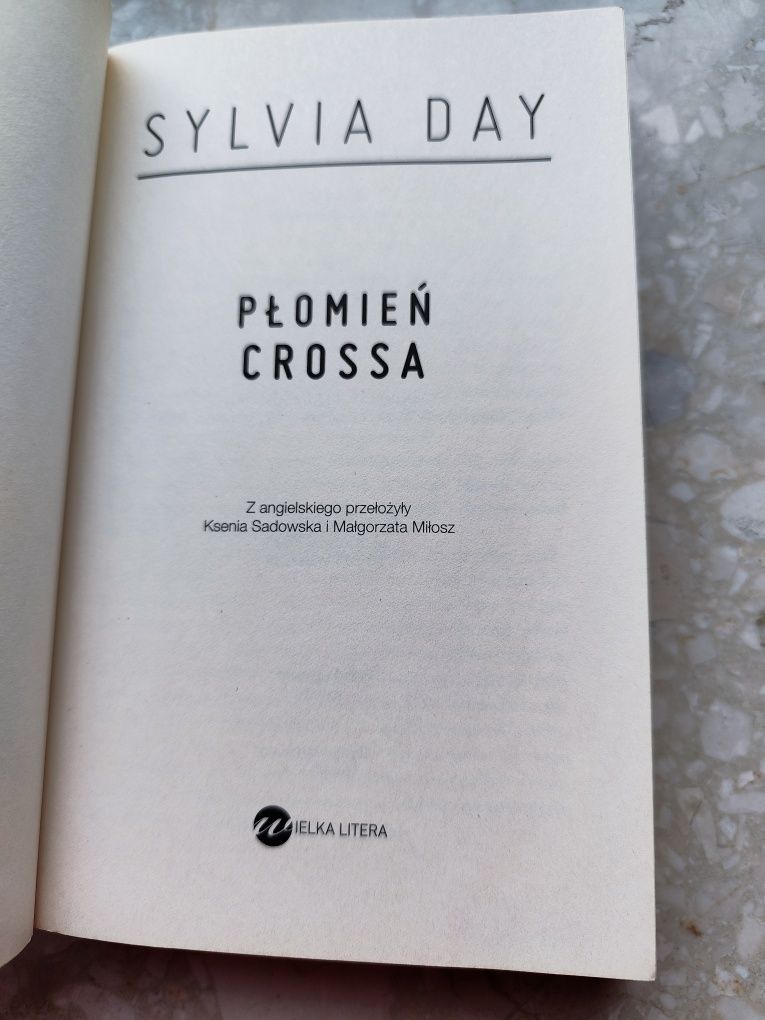 SYLVIA DAY
PŁOMIEŃ
CROSSA
Z angielskiego przełożyły
Ksenia Sadowska i Małgorzata Miłosz
WIELKA LITERA